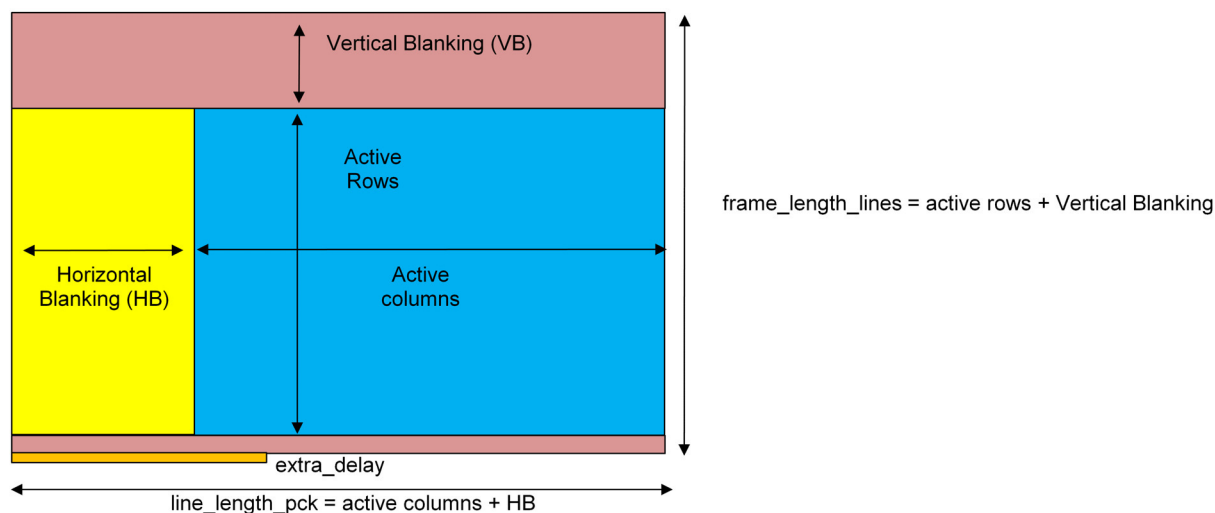 Vertical Blanking (VB)
Active
Rows
frame_length_lines = active rows + Vertical Blanking
Horizontal
Blanking (HB)
Active
columns
extra_delay
line_length_pck = active columns + HB